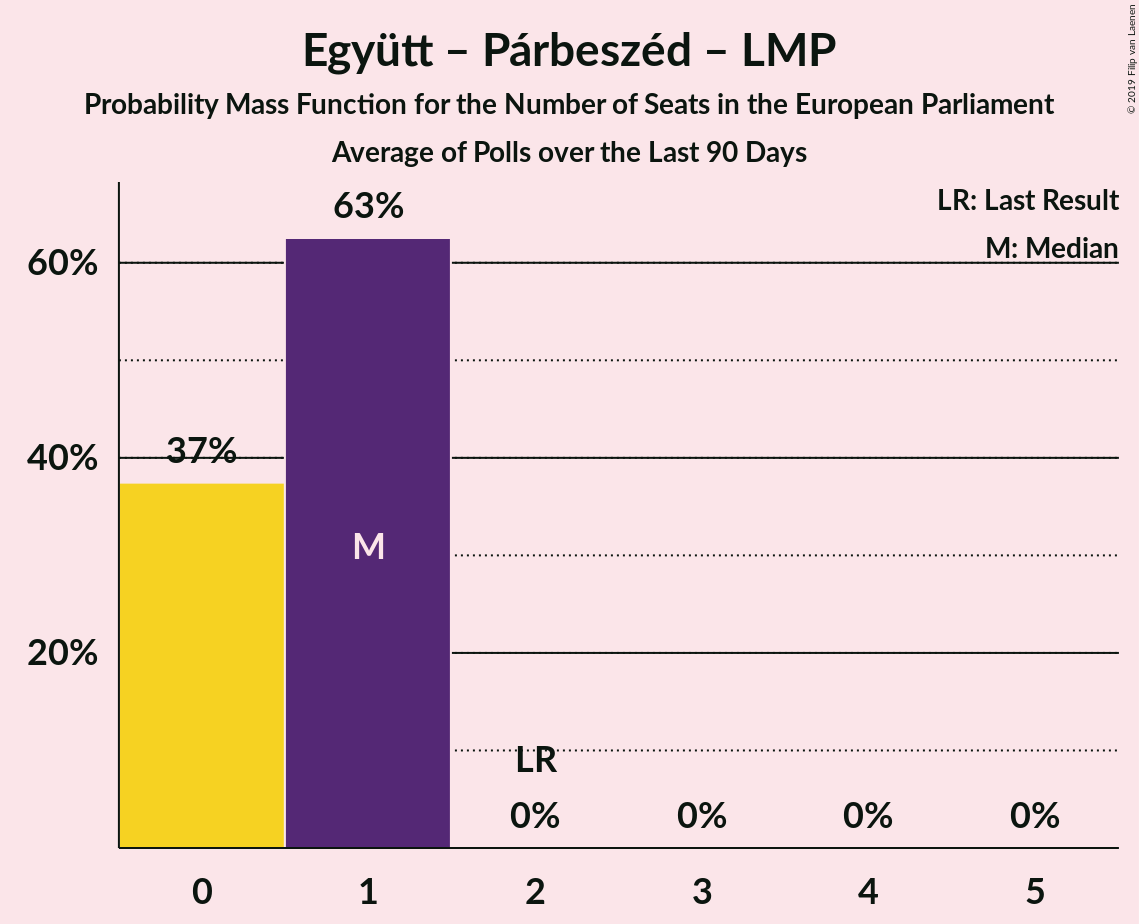 Együtt – Párbeszéd – LMP
Probability Mass Function for the Number of Seats in the European Parliament
Average of Polls over the Last 90 Days
© 2019 Filip van Laenen
LR: Last Result
M: Median
63%
60%
37%
40%
M
20%
LR
0%
0%
0%
0%
0
1
2
3
4
5